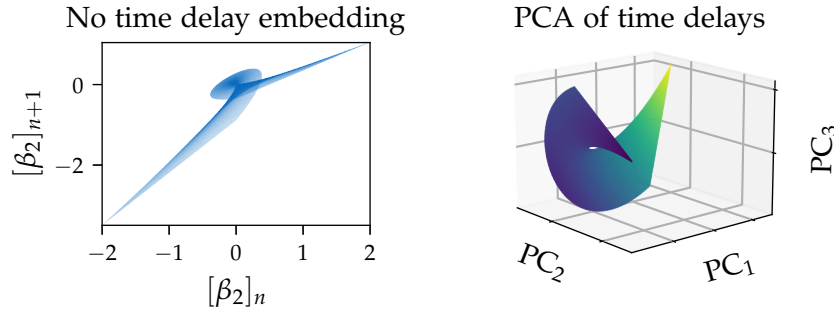 No time delay embedding
0
−2
[β₂]ₙ₊₁
−2
−1
0
1
2
[β₂]ₙ
PCA of time delays
PC₃
PC₂
PC₁